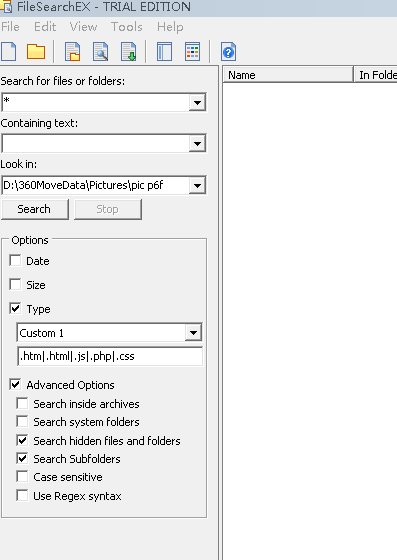 FileSearchEX - TRIAL EDITION
File Edit View Tools Help
Search for files or folders:
*
Containing text:
Look in:
D:\360MoveData\Pictures\pic p6f
Search Stop
Options
Date
Size
Type
Custom 1
.htm|.html|.js|.php|.css
Advanced Options
Search inside archives
Search system folders
Search hidden files and folders
Search Subfolders
Case sensitive
Use Regex syntax
Name In Folde